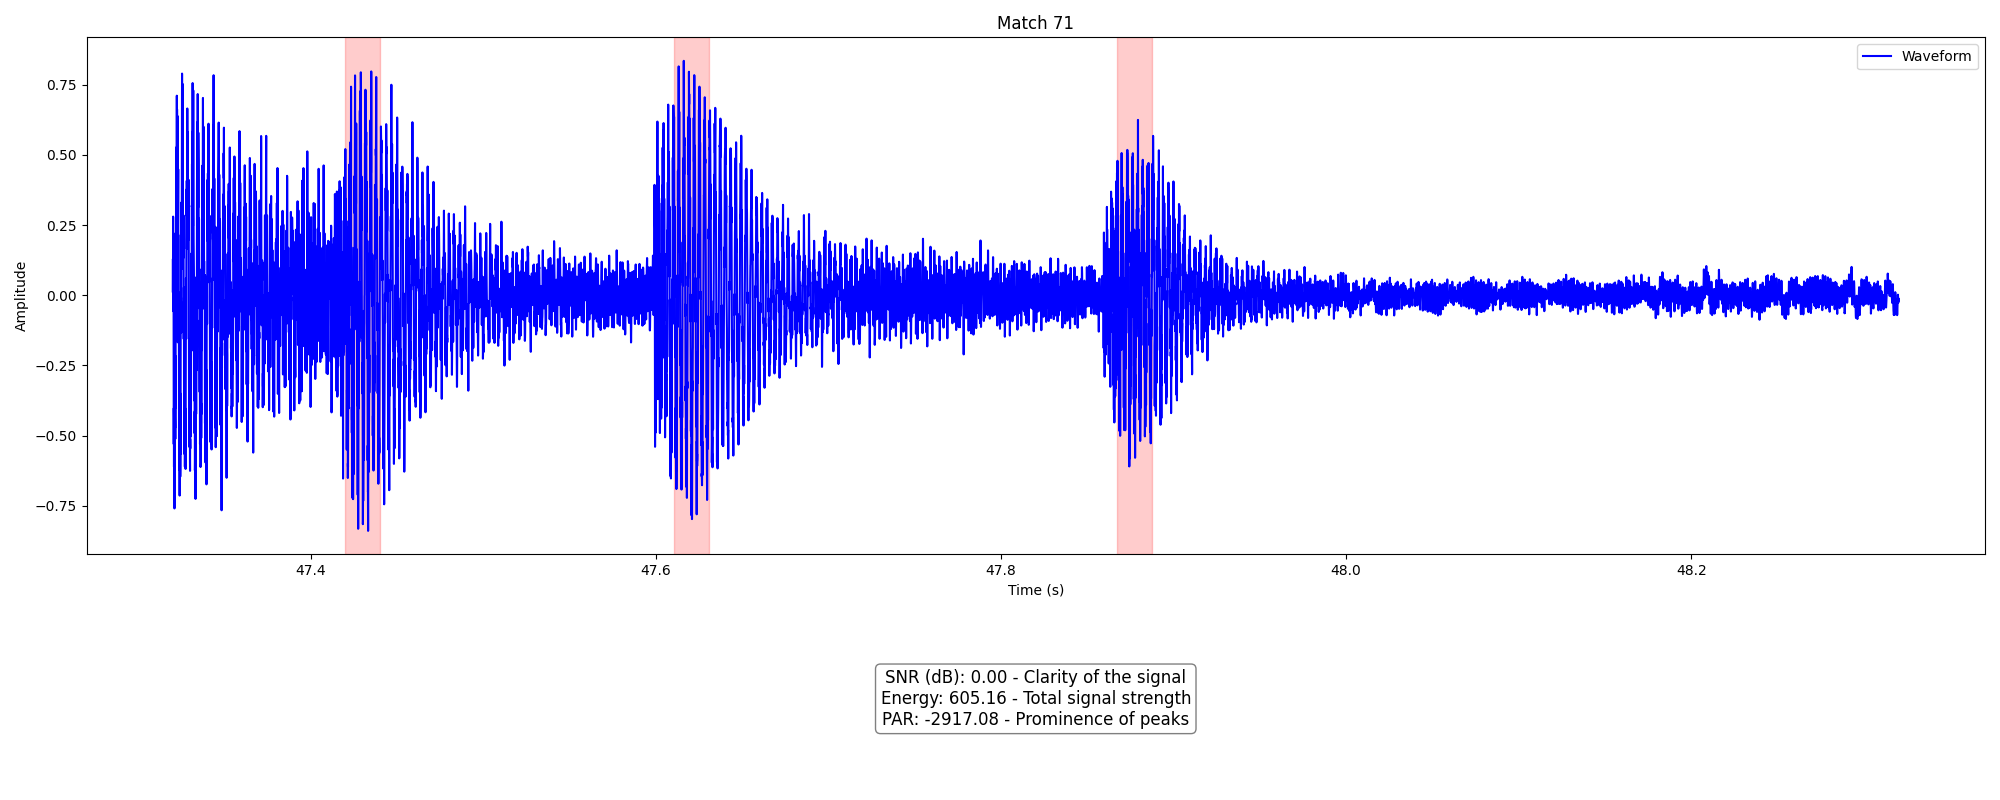 Match 71
Waveform
Amplitude
0.75
0.50
0.25
0.00
−0.25
−0.50
−0.75
47.4 47.6 47.8 48.0 48.2
Time (s)
SNR (dB): 0.00 - Clarity of the signal
Energy: 605.16 - Total signal strength
PAR: -2917.08 - Prominence of peaks